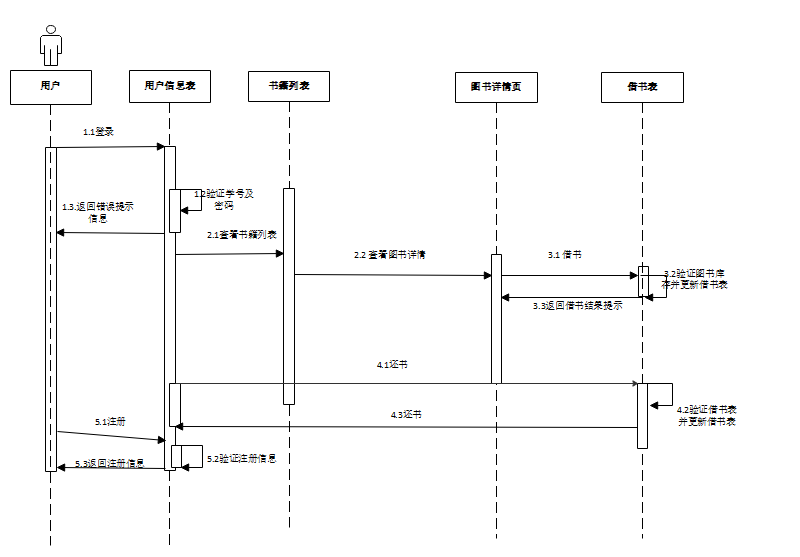 用户
用户信息表
书籍列表
图书详情页
借书表
1.1登录
1.2验证学号及
密码
1.3.返回错误提示
信息
2.1查看书籍列表
2.2 查看图书详情
3.1 借书
3.2验证图书库
存并更新借书表
3.3返回借书结果提示
4.1还书
4.2验证借书表
并更新借书表
4.3还书
5.1注册
5.2验证注册信息
5.3返回注册信息